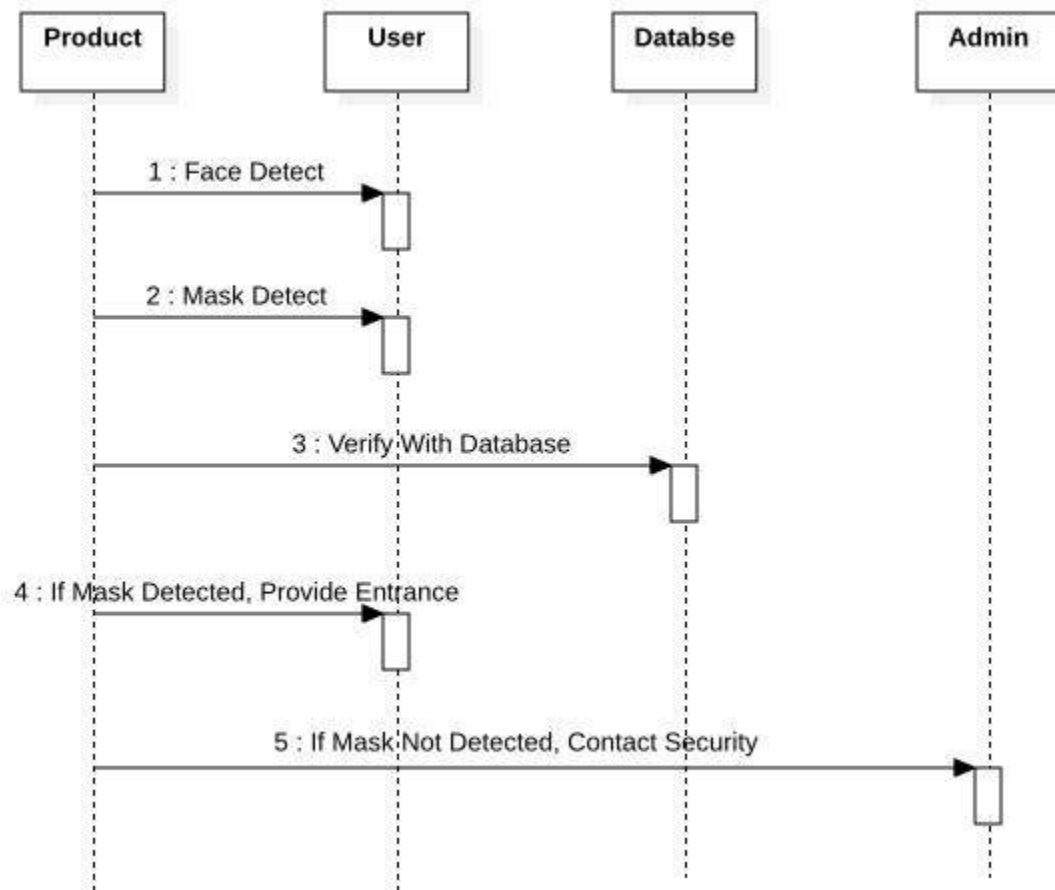 Product
User
Databse
Admin
1 : Face Detect
2 : Mask Detect
3 : Verify With Database
4 : If Mask Detected, Provide Entrance
5 : If Mask Not Detected, Contact Security